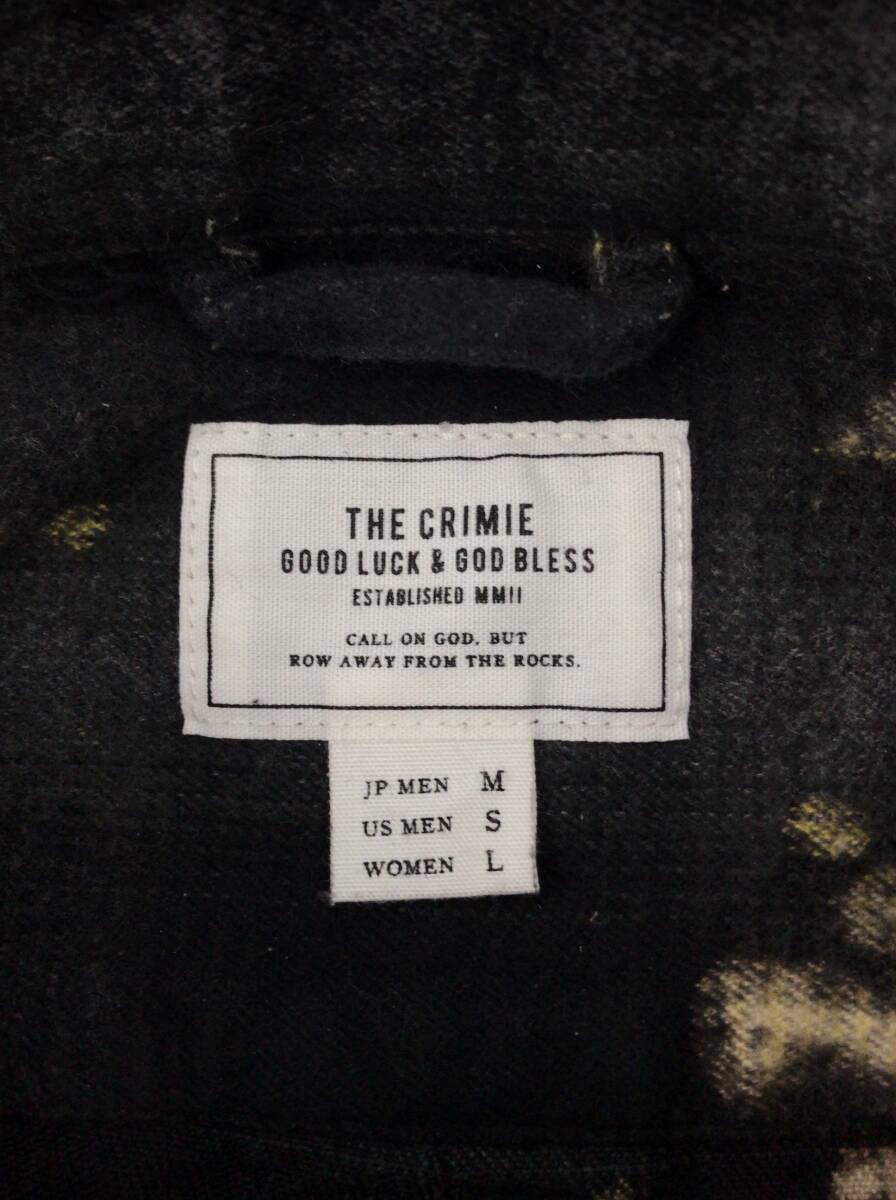 THE CRIMIE
GOOD LUCK & GOD BLESS
ESTABLISHED MMII
CALL ON GOD, BUT
ROW AWAY FROM THE ROCKS.
JP MEN M
US MEN S
WOMEN L